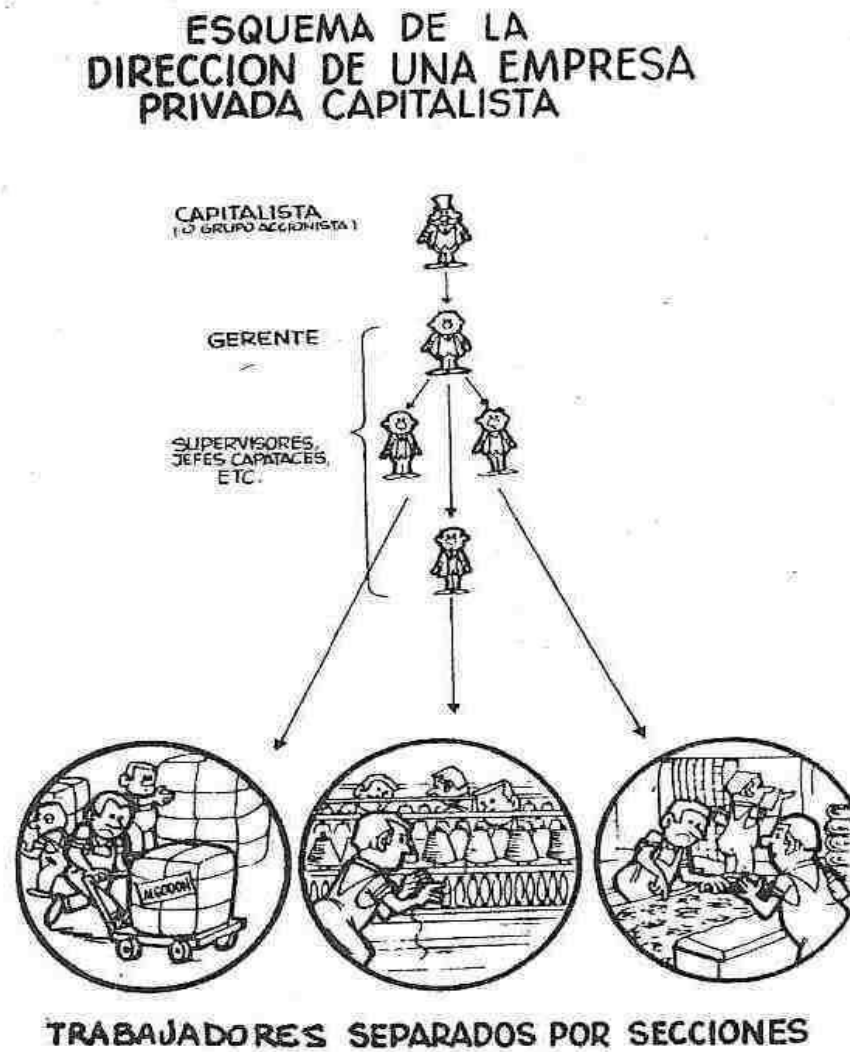 ESQUEMA DE LA
DIRECCION DE UNA EMPRESA
PRIVADA CAPITALISTA
CAPITALISTA
( O GRUPO ACCIONISTA )
GERENTE
SUPERVISORES,
JEFES CAPATACES,
ETC.
ALGODON
TRABAJADORES SEPARADOS POR SECCIONES